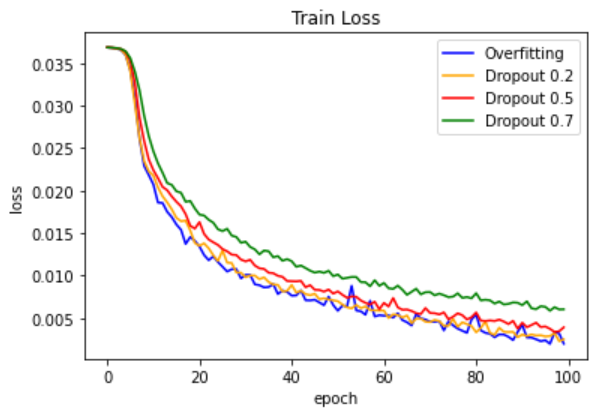 Train Loss
Overfitting
Dropout 0.2
Dropout 0.5
Dropout 0.7
loss
0.035
0.030
0.025
0.020
0.015
0.010
0.005
0 20 40 60 80 100
epoch